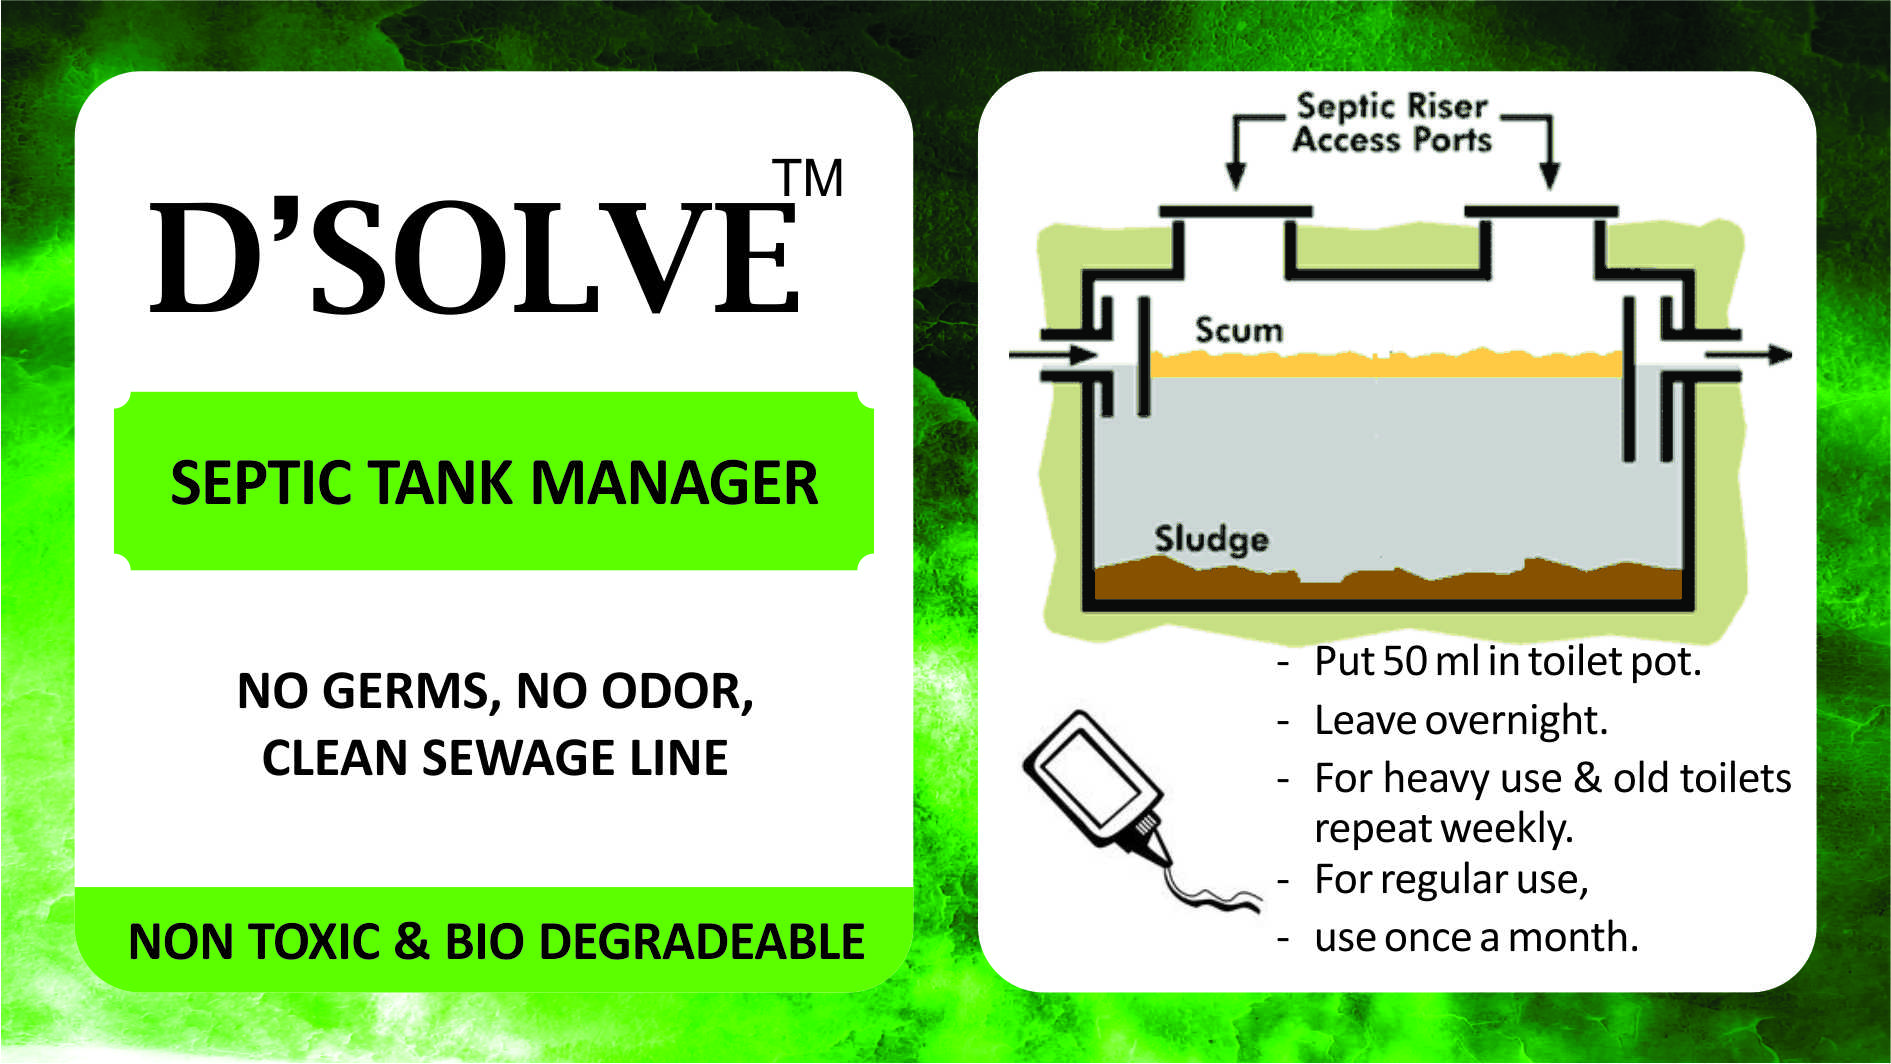 D’SOLVE™
SEPTIC TANK MANAGER
NO GERMS, NO ODOR,
CLEAN SEWAGE LINE
NON TOXIC & BIO DEGRADEABLE
Septic Riser
Access Ports
Scum
Sludge
- Put 50 ml in toilet pot.
- Leave overnight.
- For heavy use & old toilets
repeat weekly.
- For regular use,
- use once a month.